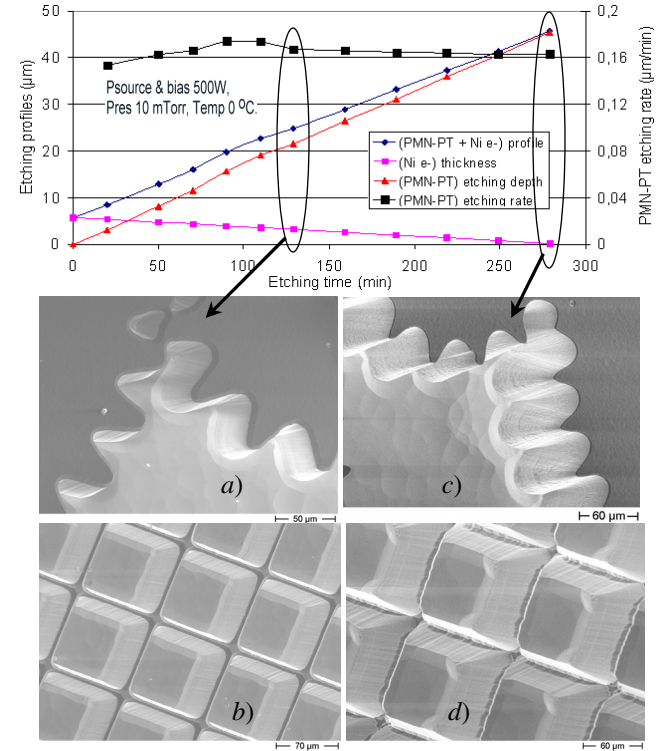 50
40
30
20
10
0
Etching profiles (µm)
Psource & bias 500W,
Pres 10 mTorr, Temp 0 ºC.
(PMN-PT + Ni e-) profile
(Ni e-) thickness
(PMN-PT) etching depth
(PMN-PT) etching rate
0,2
0,16
0,12
0,08
0,04
0
PMN-PT etching rate (µm/min)
0 50 100 150 200 250 300
Etching time (min)
a)
50 µm
c)
60 µm
b)
70 µm
d)
60 µm